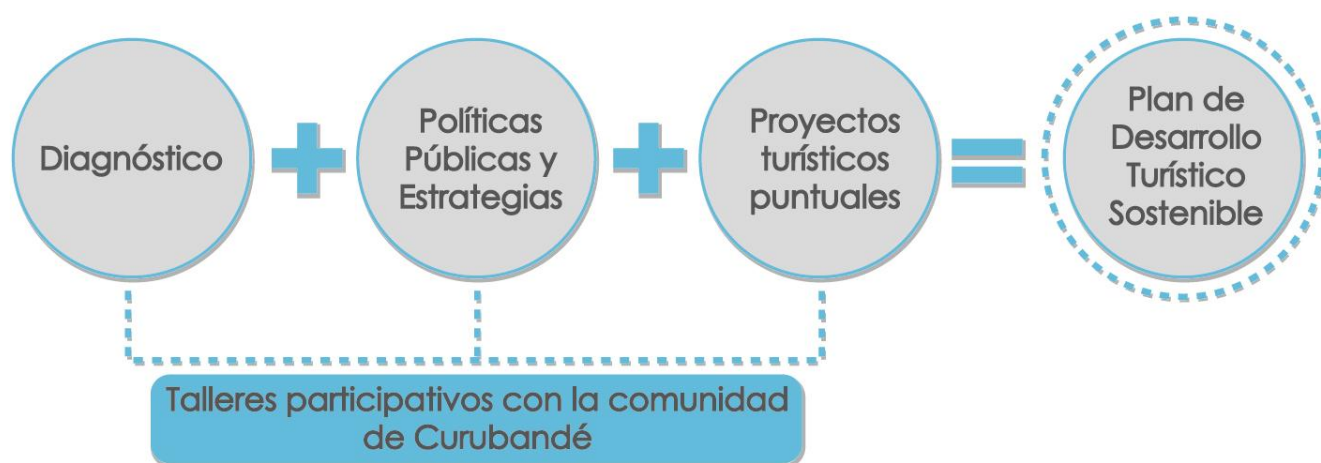 Diagnóstico
Políticas
Públicas y
Estrategias
Proyectos
turísticos
puntuales
Plan de
Desarrollo
Turístico
Sostenible
Talleres participativos con la comunidad
de Curubandé